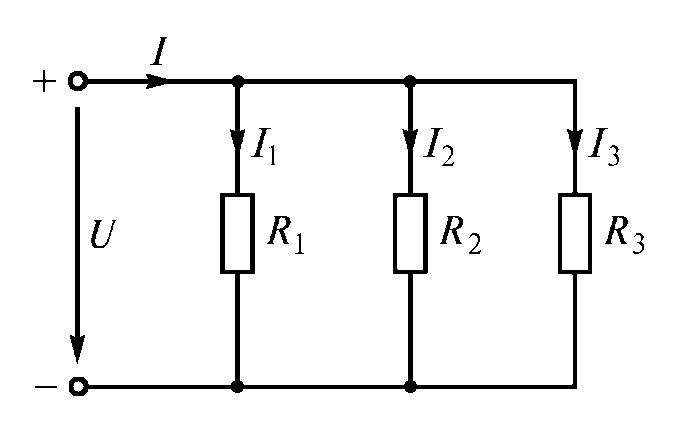 I
+
I₁ I₂ I₃
U R₁ R₂ R₃
−